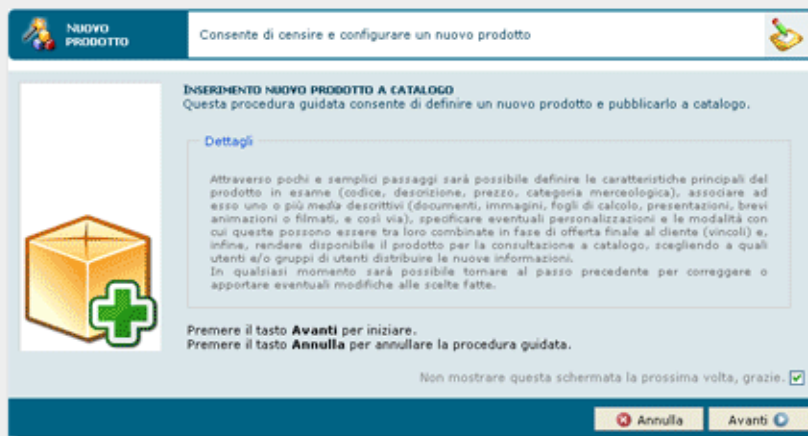 NUOVO
PRODOTTO
Consente di censire e configurare un nuovo prodotto
INSERIMENTO NUOVO PRODOTTO A CATALOGO
Questa procedura guidata consente di definire un nuovo prodotto e pubblicarlo a catalogo.
Dettagli
Attraverso pochi e semplici passaggi sarà possibile definire le caratteristiche principali del
prodotto in esame (codice, descrizione, prezzo, categoria merceologica), associare ad
esso uno o più media descrittivi (documenti, immagini, fogli di calcolo, presentazioni, brevi
animazioni o filmati, e così via), specificare eventuali personalizzazioni e le modalità con
cui queste possono essere tra loro combinate in fase di offerta finale al cliente (vincoli) e,
infine, rendere disponibile il prodotto per la consultazione a catalogo, scegliendo a quali
utenti e/o gruppi di utenti distribuire le nuove informazioni.
In qualsiasi momento sarà possibile tornare al passo precedente per correggere o
apportare eventuali modifiche alle scelte fatte.
Premere il tasto Avanti per iniziare.
Premere il tasto Annulla per annullare la procedura guidata.
Non mostrare questa schermata la prossima volta, grazie.
Annulla
Avanti